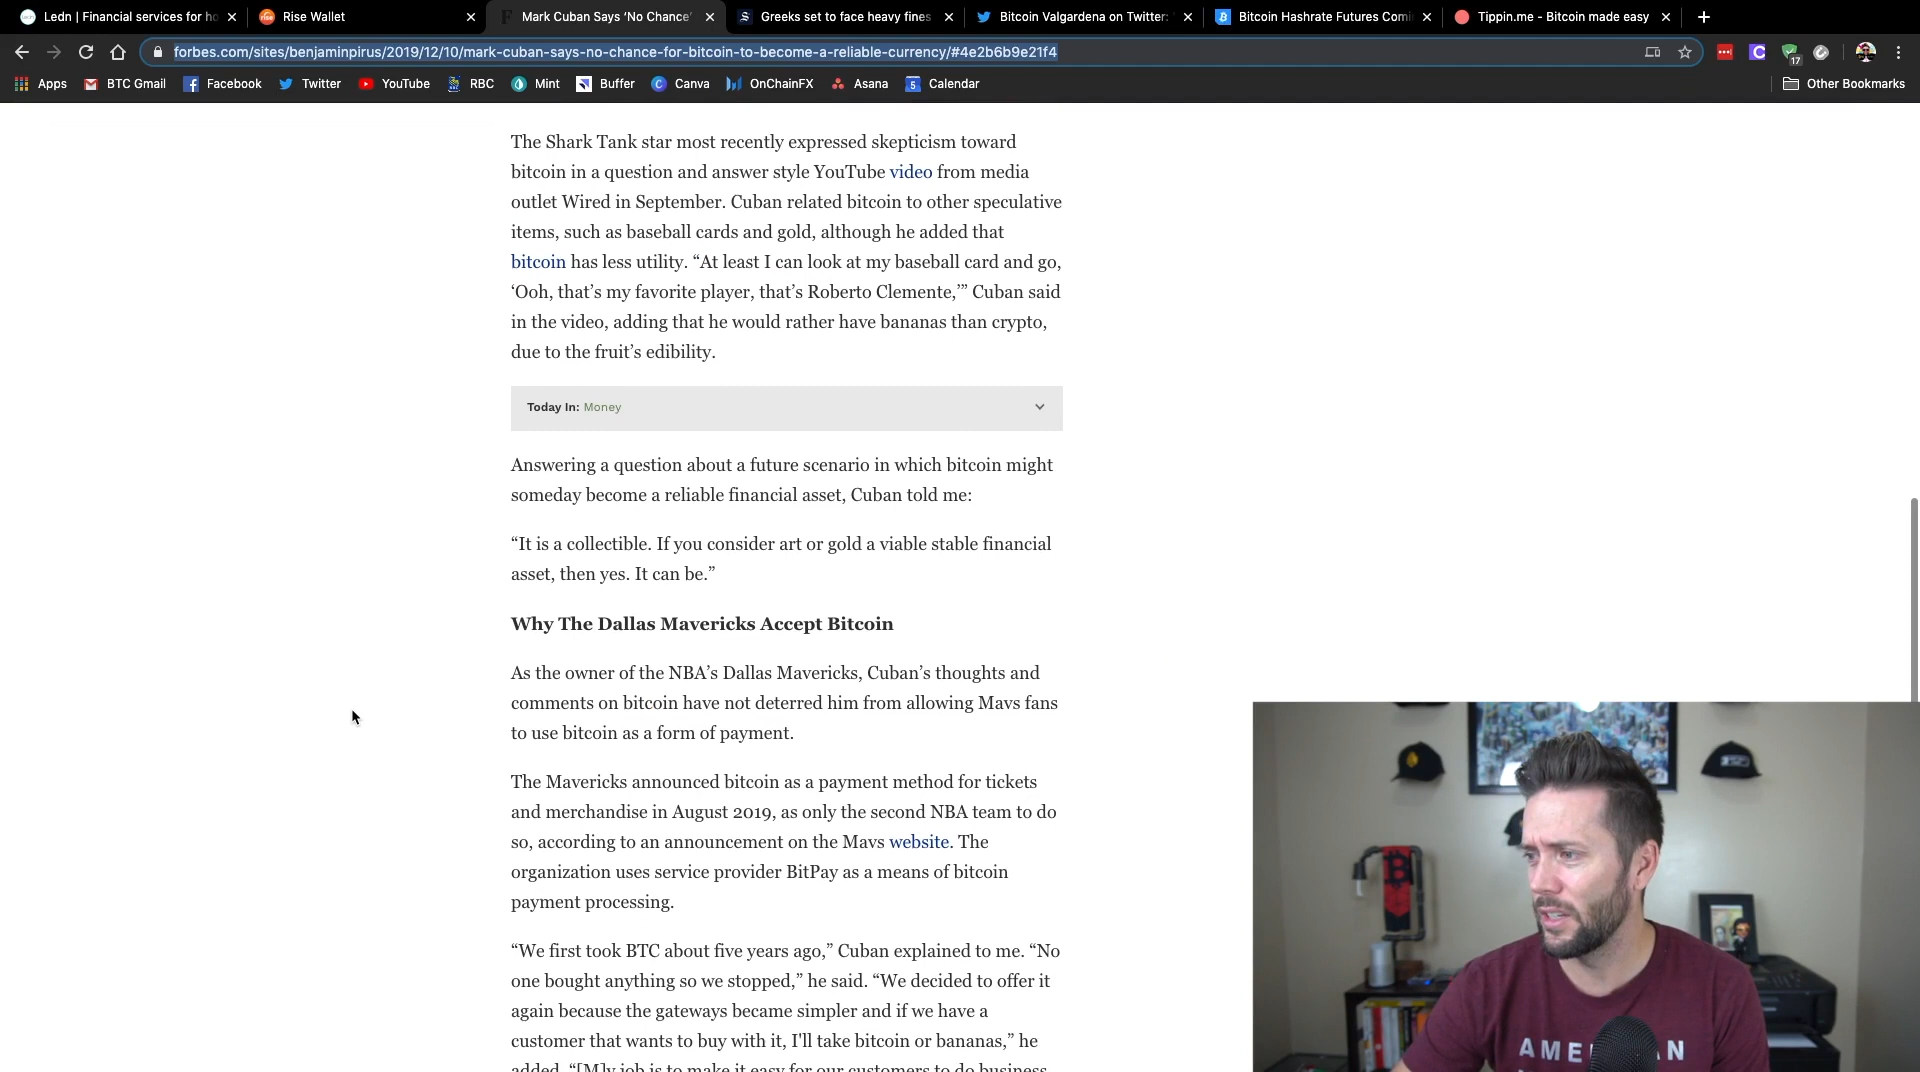 Ledn | Financial services for ho
Rise Wallet
Mark Cuban Says ‘No Chance’
Greeks set to face heavy fines
Bitcoin Valgardena on Twitter:
Bitcoin Hashrate Futures Comi
Tippin.me - Bitcoin made easy
forbes.com/sites/benjaminpirus/2019/12/10/mark-cuban-says-no-chance-for-bitcoin-to-become-a-reliable-currency/#4e2b6b9e21f4
17
Apps
BTC Gmail
Facebook
Twitter
YouTube
RBC
Mint
Buffer
Canva
OnChainFX
Asana
5
Calendar
Other Bookmarks
The Shark Tank star most recently expressed skepticism toward
bitcoin in a question and answer style YouTube video from media
outlet Wired in September. Cuban related bitcoin to other speculative
items, such as baseball cards and gold, although he added that
bitcoin has less utility. “At least I can look at my baseball card and go,
‘Ooh, that’s my favorite player, that’s Roberto Clemente,’” Cuban said
in the video, adding that he would rather have bananas than crypto,
due to the fruit’s edibility.
Today In: Money
Answering a question about a future scenario in which bitcoin might
someday become a reliable financial asset, Cuban told me:
“It is a collectible. If you consider art or gold a viable stable financial
asset, then yes. It can be.”
Why The Dallas Mavericks Accept Bitcoin
As the owner of the NBA’s Dallas Mavericks, Cuban’s thoughts and
comments on bitcoin have not deterred him from allowing Mavs fans
to use bitcoin as a form of payment.
The Mavericks announced bitcoin as a payment method for tickets
and merchandise in August 2019, as only the second NBA team to do
so, according to an announcement on the Mavs website. The
organization uses service provider BitPay as a means of bitcoin
payment processing.
“We first took BTC about five years ago,” Cuban explained to me. “No
one bought anything so we stopped,” he said. “We decided to offer it
again because the gateways became simpler and if we have a
customer that wants to buy with it, I'll take bitcoin or bananas,” he
added. “[M]y job is to make it easy for our customers to do business